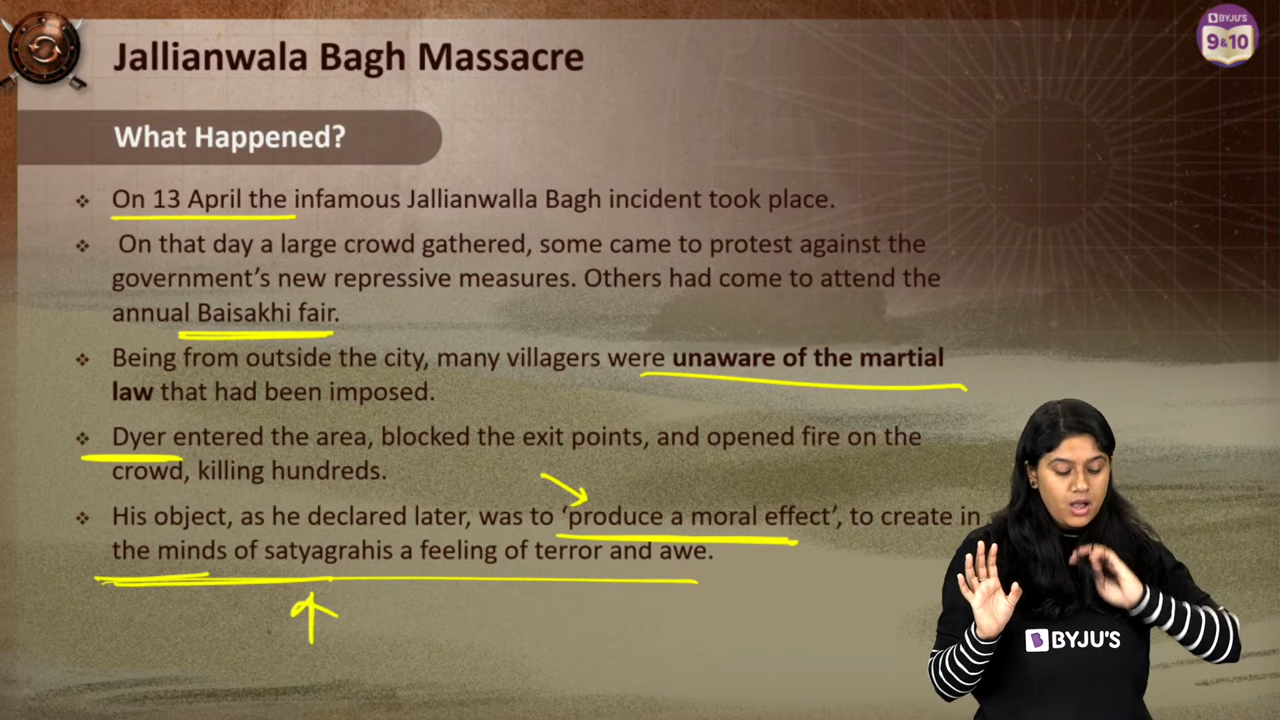 Jallianwala Bagh Massacre
BYJU'S
9&10
What Happened?
❖ On 13 April the infamous Jallianwalla Bagh incident took place.
❖ On that day a large crowd gathered, some came to protest against the
government's new repressive measures. Others had come to attend the
annual Baisakhi fair.
❖ Being from outside the city, many villagers were unaware of the martial
law that had been imposed.
❖ Dyer entered the area, blocked the exit points, and opened fire on the
crowd, killing hundreds.
❖ His object, as he declared later, was to ‘produce a moral effect’, to create in
the minds of satyagrahis a feeling of terror and awe.
BYJU'S